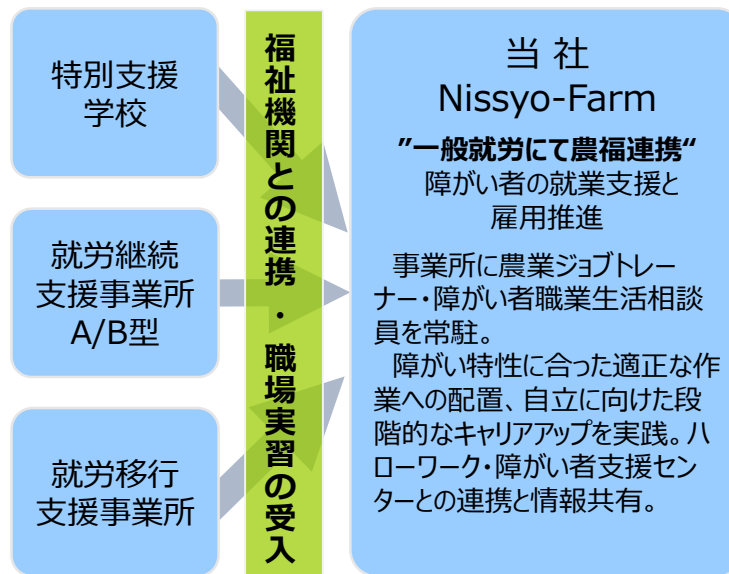 特別支援
学校
就労継続
支援事業所
A/B型
就労移行
支援事業所
福祉機関との連携・職場実習の受入
当 社
Nissyo-Farm
”一般就労にて農福連携“
障がい者の就業支援と
雇用推進
事業所に農業ジョブトレー
ナー・障がい者職業生活相談
員を常駐。
障がい特性に合った適正な作
業への配置、自立に向けた段
階的なキャリアアップを実践。ハ
ローワーク・障がい者支援セン
ターとの連携と情報共有。